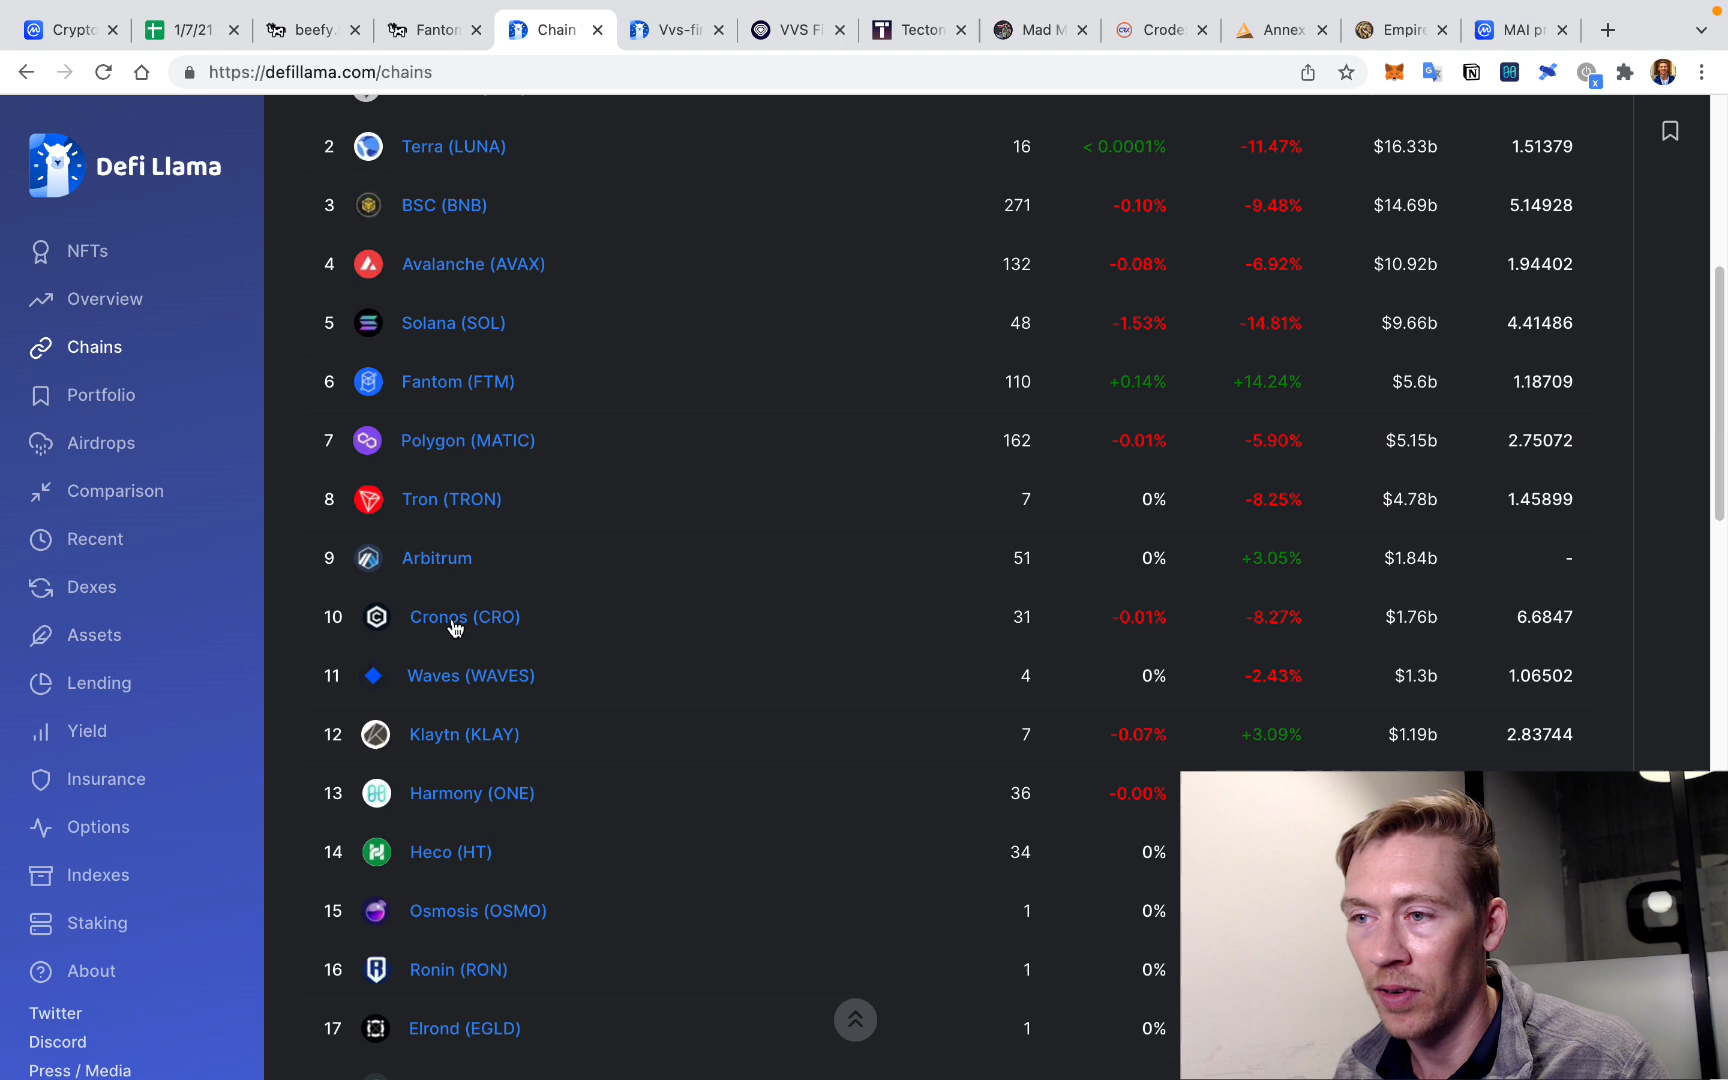 Crypto
1/7/21
beefy.
Fanton
Chain
Vvs-fin
VVS Fi
Tecton
Mad M
Crode:
Annex
Empire
MAI pr
https://defillama.com/chains
Defi Llama
NFTs
Overview
Chains
Portfolio
Airdrops
Comparison
Recent
Dexes
Assets
Lending
Yield
Insurance
Options
Indexes
Staking
About
Twitter
Discord
Press / Media
2 Terra (LUNA) 16 < 0.0001% -11.47% $16.33b 1.51379
3 BSC (BNB) 271 -0.10% -9.48% $14.69b 5.14928
4 Avalanche (AVAX) 132 -0.08% -6.92% $10.92b 1.94402
5 Solana (SOL) 48 -1.53% -14.81% $9.66b 4.41486
6 Fantom (FTM) 110 +0.14% +14.24% $5.6b 1.18709
7 Polygon (MATIC) 162 -0.01% -5.90% $5.15b 2.75072
8 Tron (TRON) 7 0% -8.25% $4.78b 1.45899
9 Arbitrum 51 0% +3.05% $1.84b -
10 Cronos (CRO) 31 -0.01% -8.27% $1.76b 6.6847
11 Waves (WAVES) 4 0% -2.43% $1.3b 1.06502
12 Klaytn (KLAY) 7 -0.07% +3.09% $1.19b 2.83744
13 Harmony (ONE) 36 -0.00%
14 Heco (HT) 34 0%
15 Osmosis (OSMO) 1 0%
16 Ronin (RON) 1 0%
17 Elrond (EGLD) 1 0%